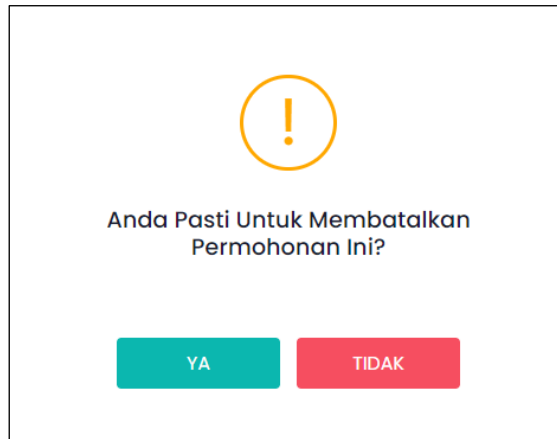 Anda Pasti Untuk Membatalkan
Permohonan Ini?
YA
TIDAK